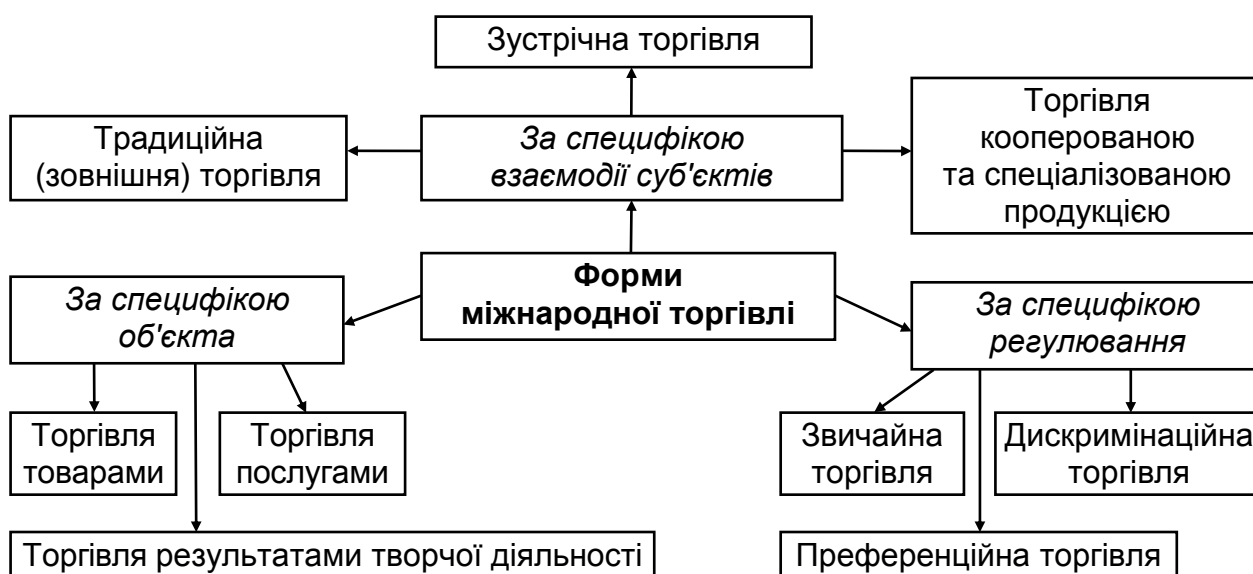 Зустрічна торгівля
Традиційна
(зовнішня) торгівля
За специфікою
взаємодії суб'єктів
Торгівля
кооперованою
та спеціалізованою
продукцією
Форми
міжнародної торгівлі
За специфікою
об'єкта
За специфікою
регулювання
Торгівля
товарами
Торгівля
послугами
Звичайна
торгівля
Дискримінаційна
торгівля
Торгівля результатами творчої діяльності
Преференційна торгівля